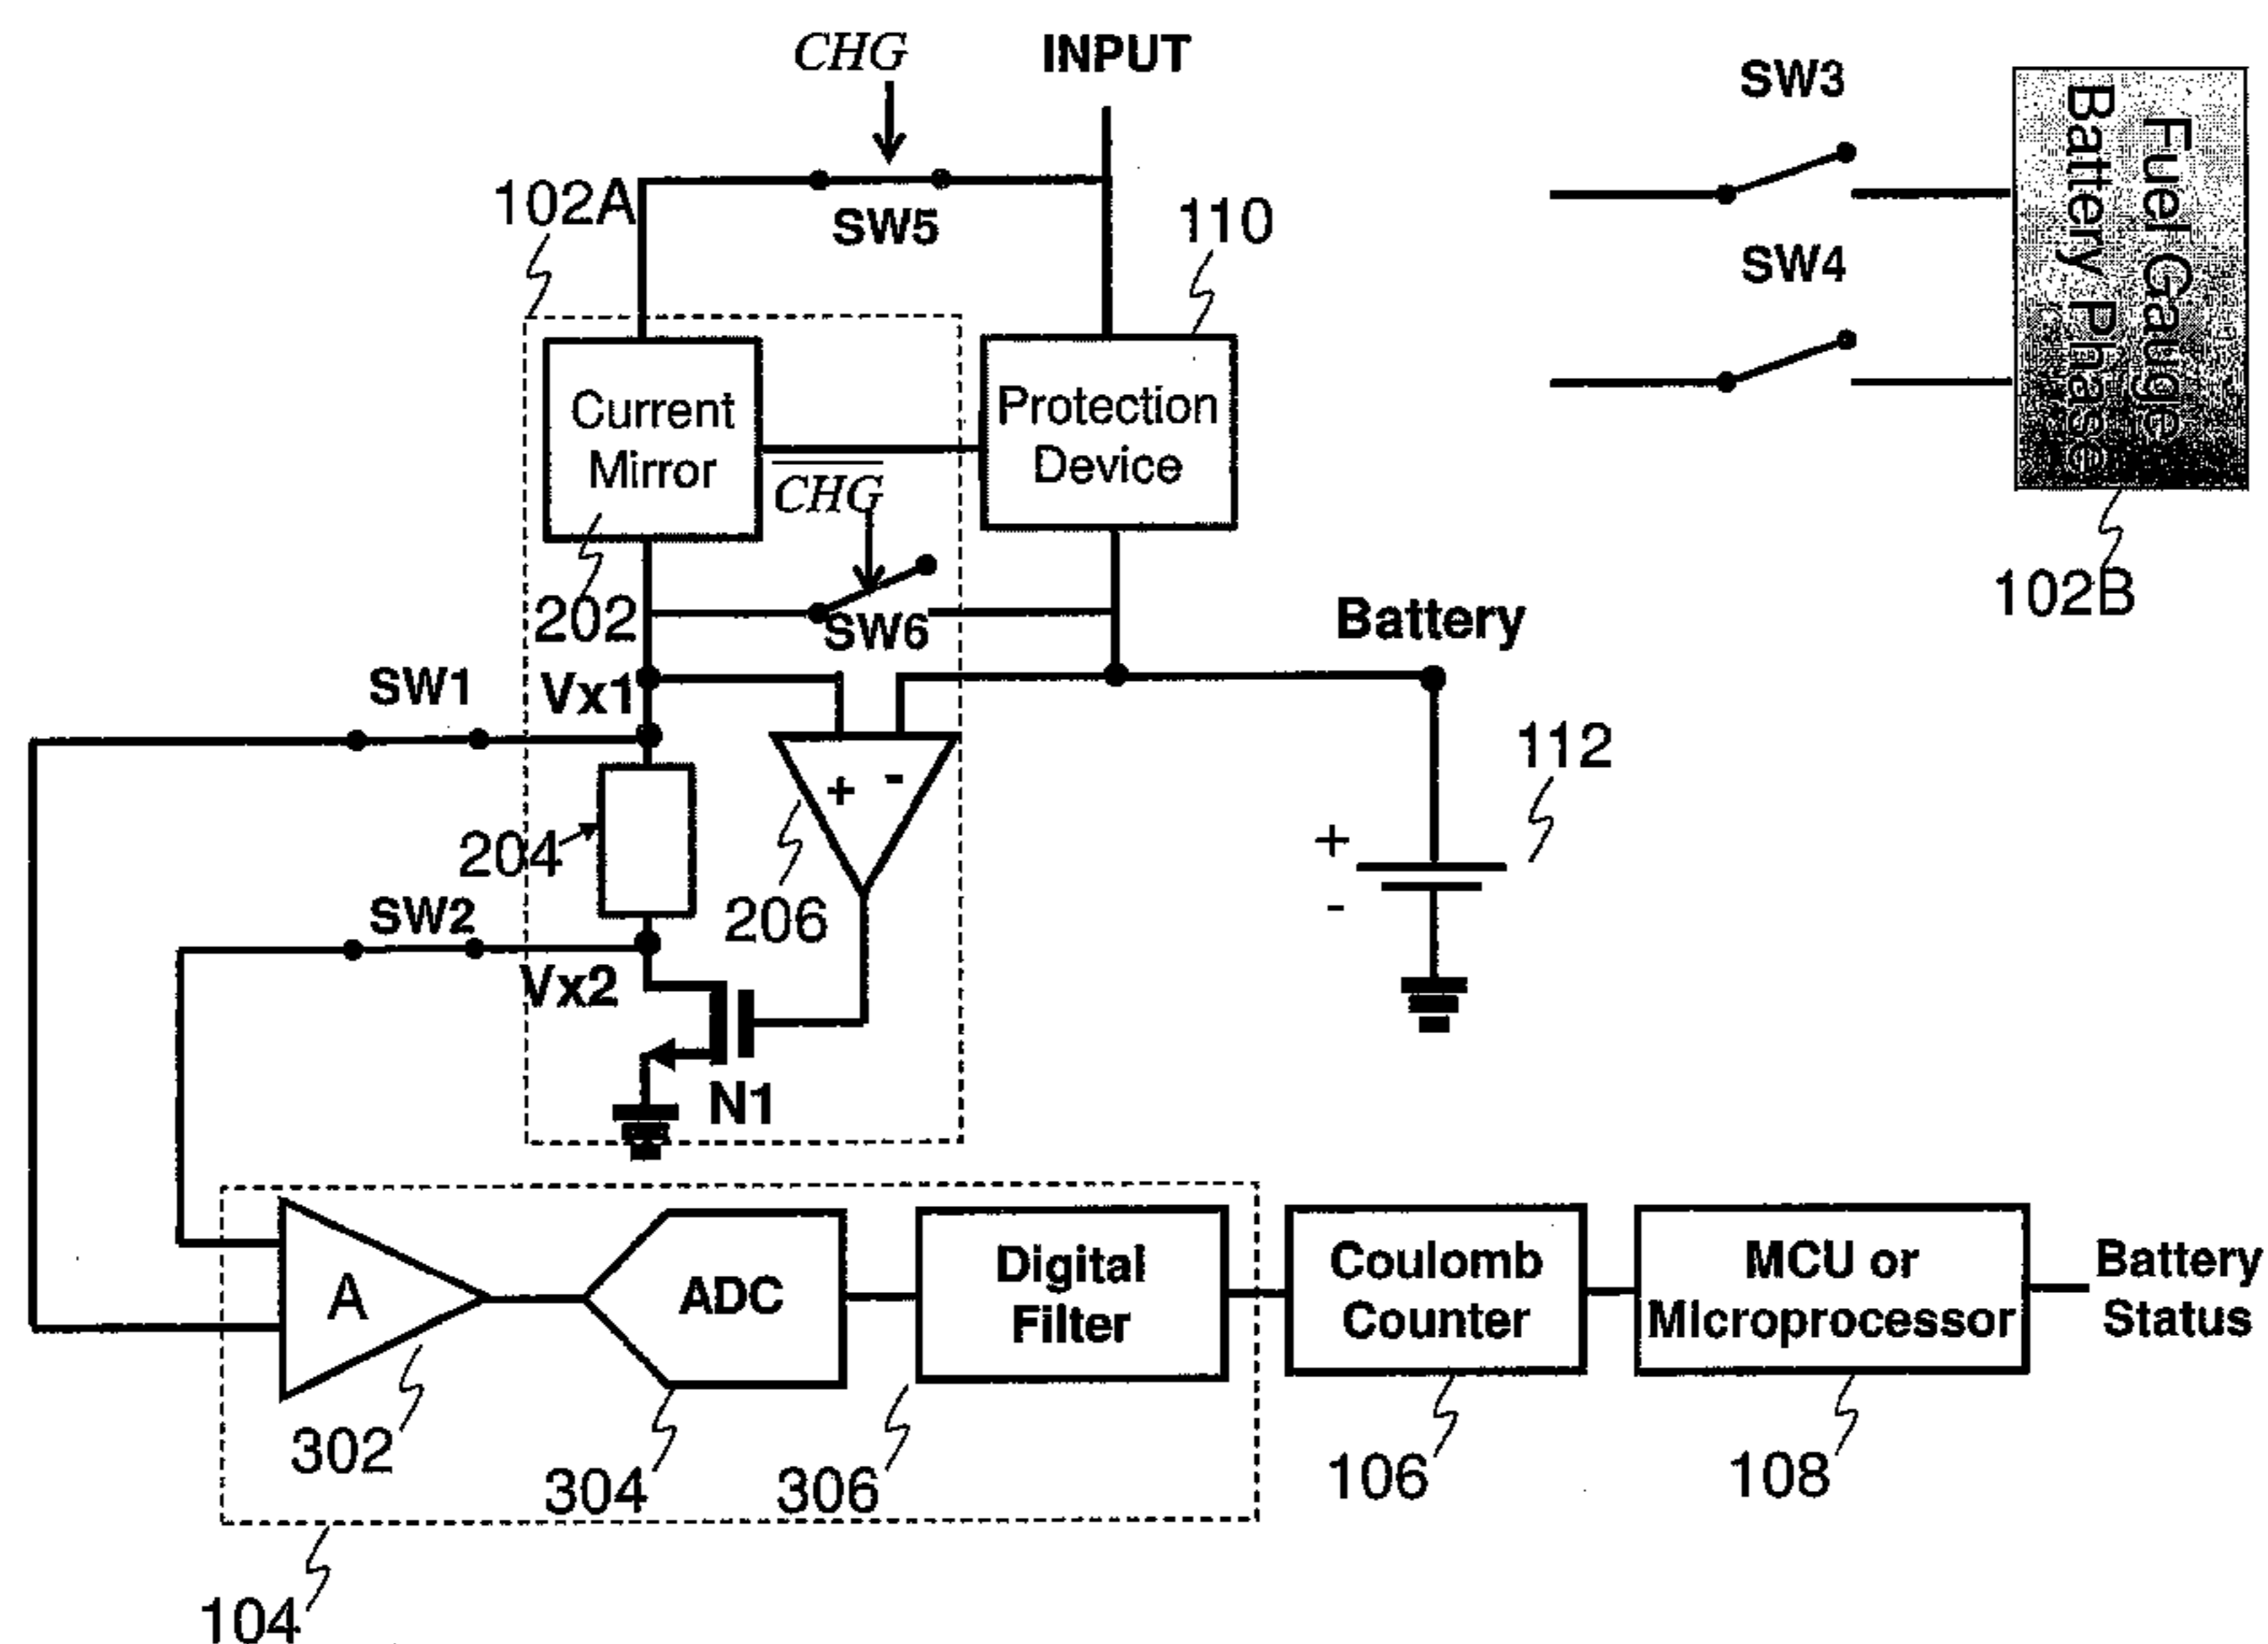 CHG
INPUT
SW3
102A
SW5
110
SW4
Fuel Gauge
Battery Phase
Current
Mirror
Protection
Device
C̅H̅G̅
102B
202
SW6
Battery
SW1
Vx1
112
+
-
204
206
+
-
SW2
Vx2
N1
A
ADC
Digital
Filter
Coulomb
Counter
MCU or
Microprocessor
Battery
Status
302
304
306
106
108
104